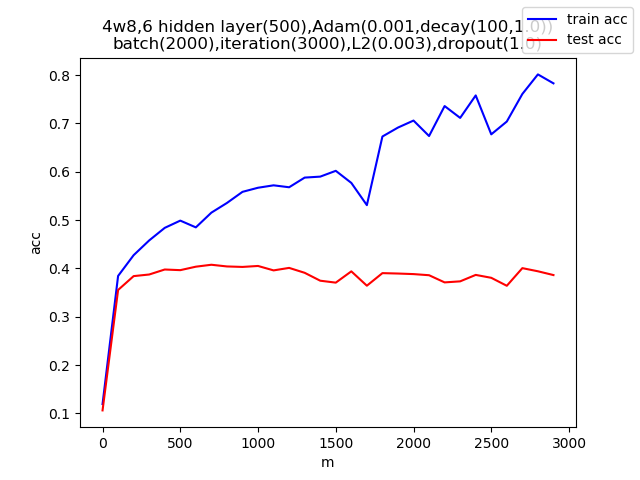 4w8,6 hidden layer(500),Adam(0.001,decay(100,1.0))
batch(2000),iteration(3000),L2(0.003),dropout(1.0)
train acc
test acc
0.8
0.7
0.6
0.5
0.4
0.3
0.2
0.1
acc
0
500
1000
1500
2000
2500
3000
m